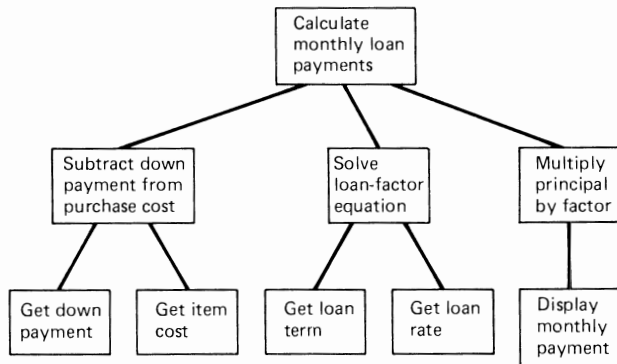 Calculate
monthly loan
payments
Subtract down
payment from
purchase cost
Solve
loan-factor
equation
Multiply
principal
by factor
Get down
payment
Get item
cost
Get loan
term
Get loan
rate
Display
monthly
payment